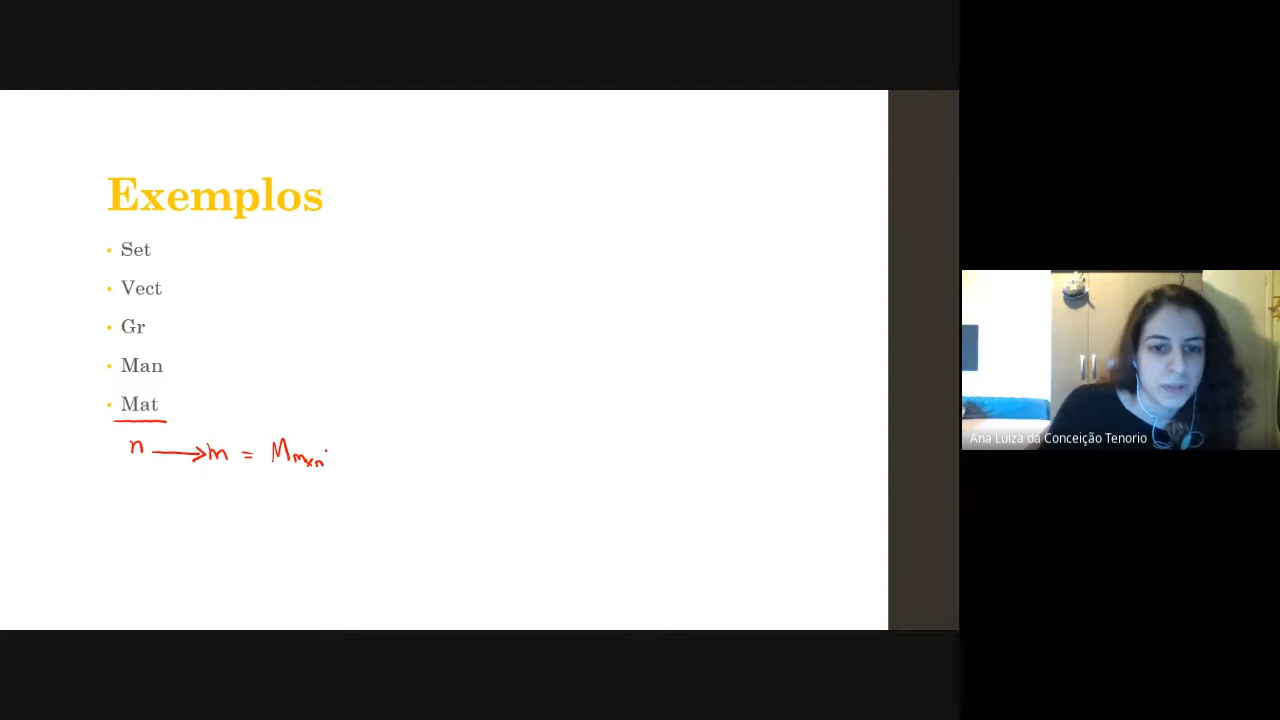 Exemplos
• Set
• Vect
• Gr
• Man
• Mat
n → m = Mm×n
Ana Luiza da Conceição Tenorio